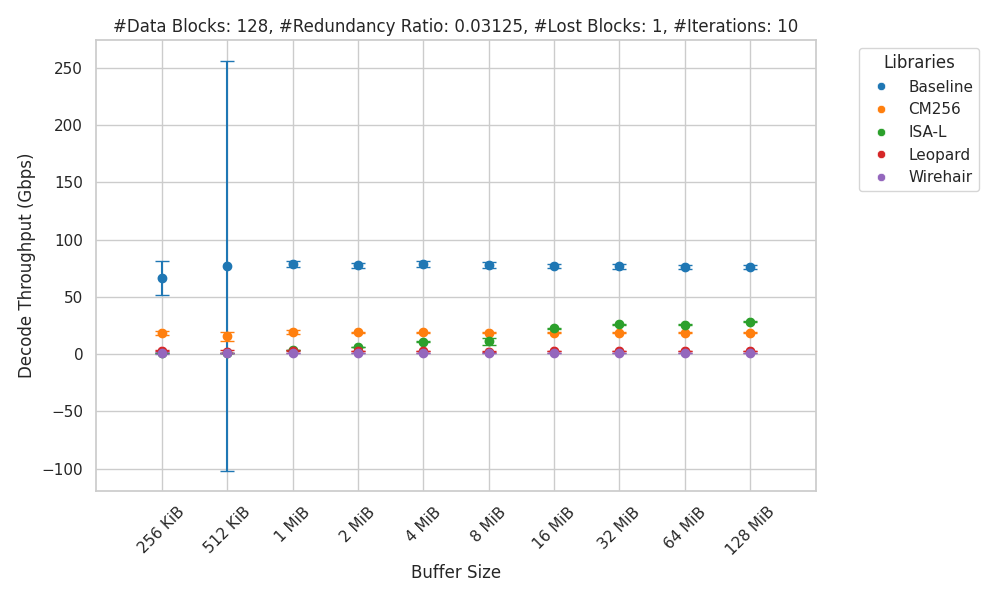 #Data Blocks: 128, #Redundancy Ratio: 0.03125, #Lost Blocks: 1, #Iterations: 10
Libraries
Baseline
CM256
ISA-L
Leopard
Wirehair
Decode Throughput (Gbps)
250
200
150
100
50
0
−50
−100
256 KiB
512 KiB
1 MiB
2 MiB
4 MiB
8 MiB
16 MiB
32 MiB
64 MiB
128 MiB
Buffer Size